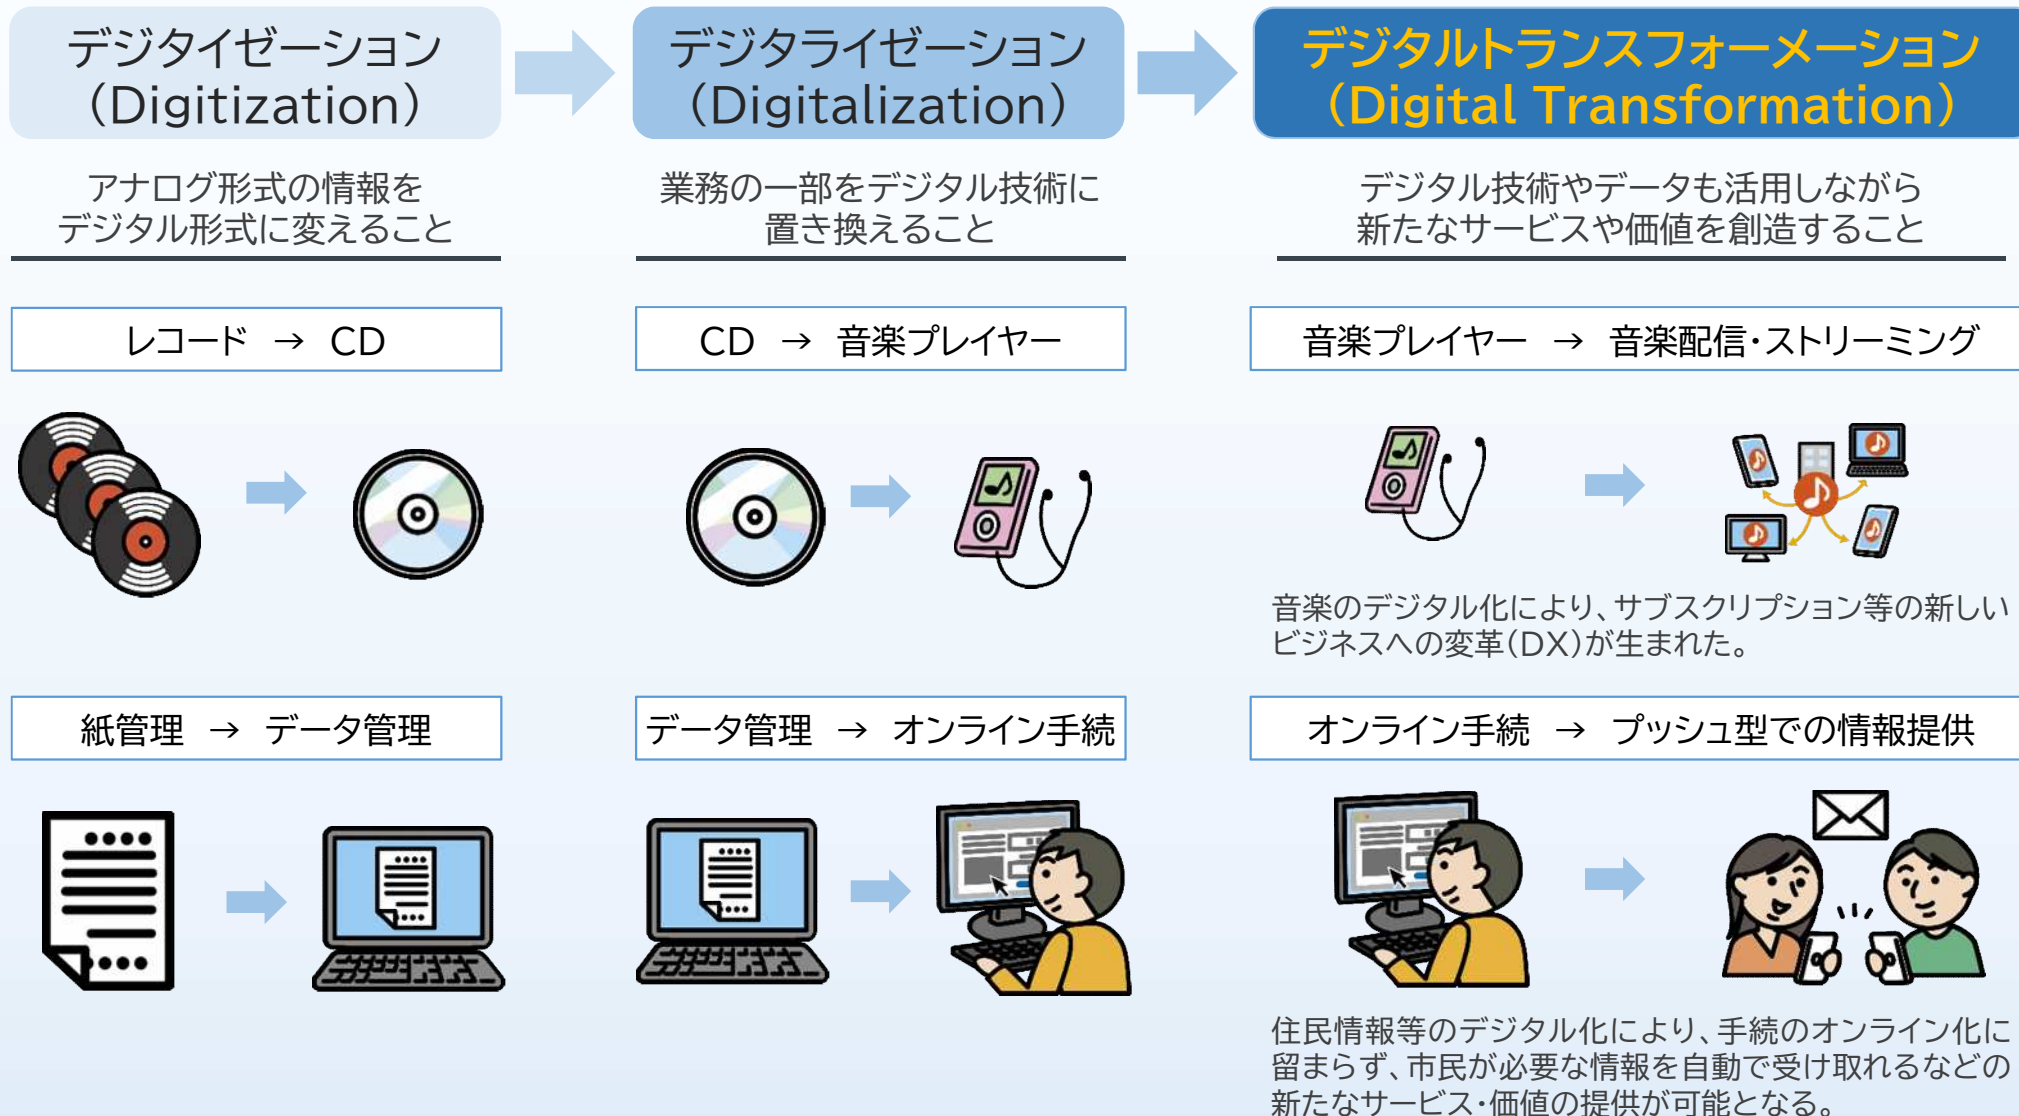 デジタイゼーション
(Digitization)
デジタライゼーション
(Digitalization)
デジタルトランスフォーメーション
(Digital Transformation)
アナログ形式の情報を
デジタル形式に変えること
業務の一部をデジタル技術に
置き換えること
デジタル技術やデータも活用しながら
新たなサービスや価値を創造すること
レコード → CD
CD → 音楽プレイヤー
音楽プレイヤー → 音楽配信・ストリーミング
音楽のデジタル化により、サブスクリプション等の新しい
ビジネスへの変革(DX)が生まれた。
紙管理 → データ管理
データ管理 → オンライン手続
オンライン手続 → プッシュ型での情報提供
住民情報等のデジタル化により、手続のオンライン化に
留まらず、市民が必要な情報を自動で受け取れるなどの
新たなサービス・価値の提供が可能となる。